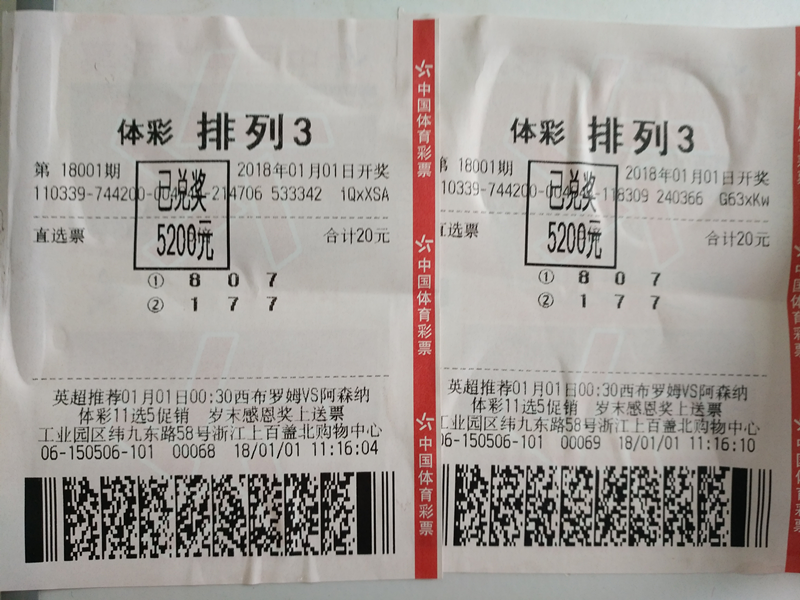 体彩 排列3
第 18001期 2018年01月01日开奖
110339-744200- 214706 533342 iQxXSA
已兑奖
5200元
直选票 合计20元
① 8 0 7
② 1 7 7
英超推荐01月01日00:30西布罗姆VS阿森纳
体彩11选5促销 岁末感恩奖上送票
工业园区纬九东路58号浙江上百盖北购物中心
06-150506-101 00068 18/01/01 11:16:04
中国体育彩票
中国体育彩票
中国体育彩票
体彩 排列3
第 18001期 2018年01月01日开奖
10339-744200- 118309 240366 G63xKw
已兑奖
5200元
直选票 合计20元
① 8 0 7
② 1 7 7
英超推荐01月01日00:30西布罗姆VS阿森纳
体彩11选5促销 岁末感恩奖上送票
工业园区纬九东路58号浙江上百盖北购物中心
06-150506-101 00069 18/01/01 11:16:10